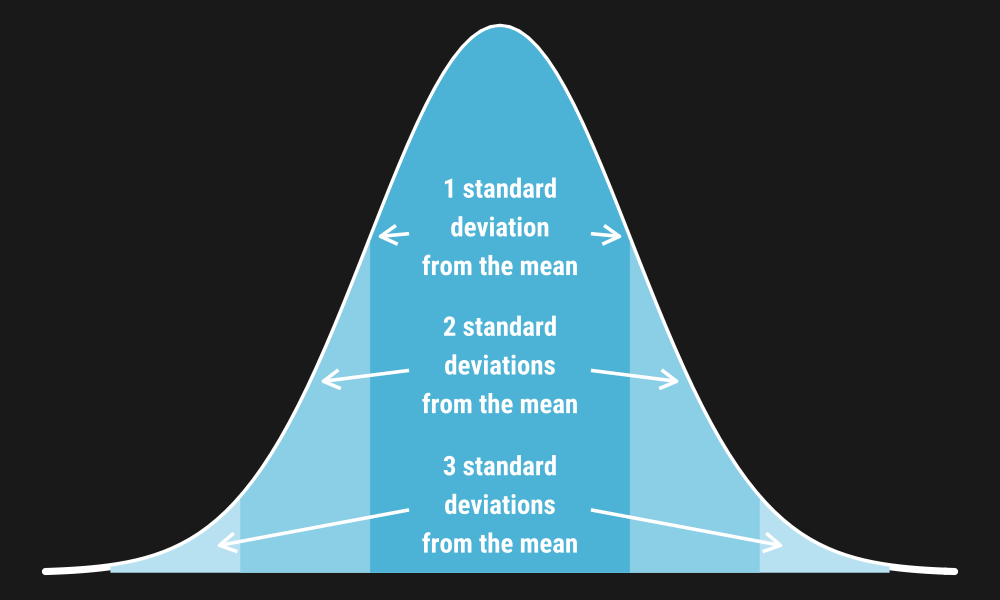 1 standard
deviation
from the mean
2 standard
deviations
from the mean
3 standard
deviations
from the mean